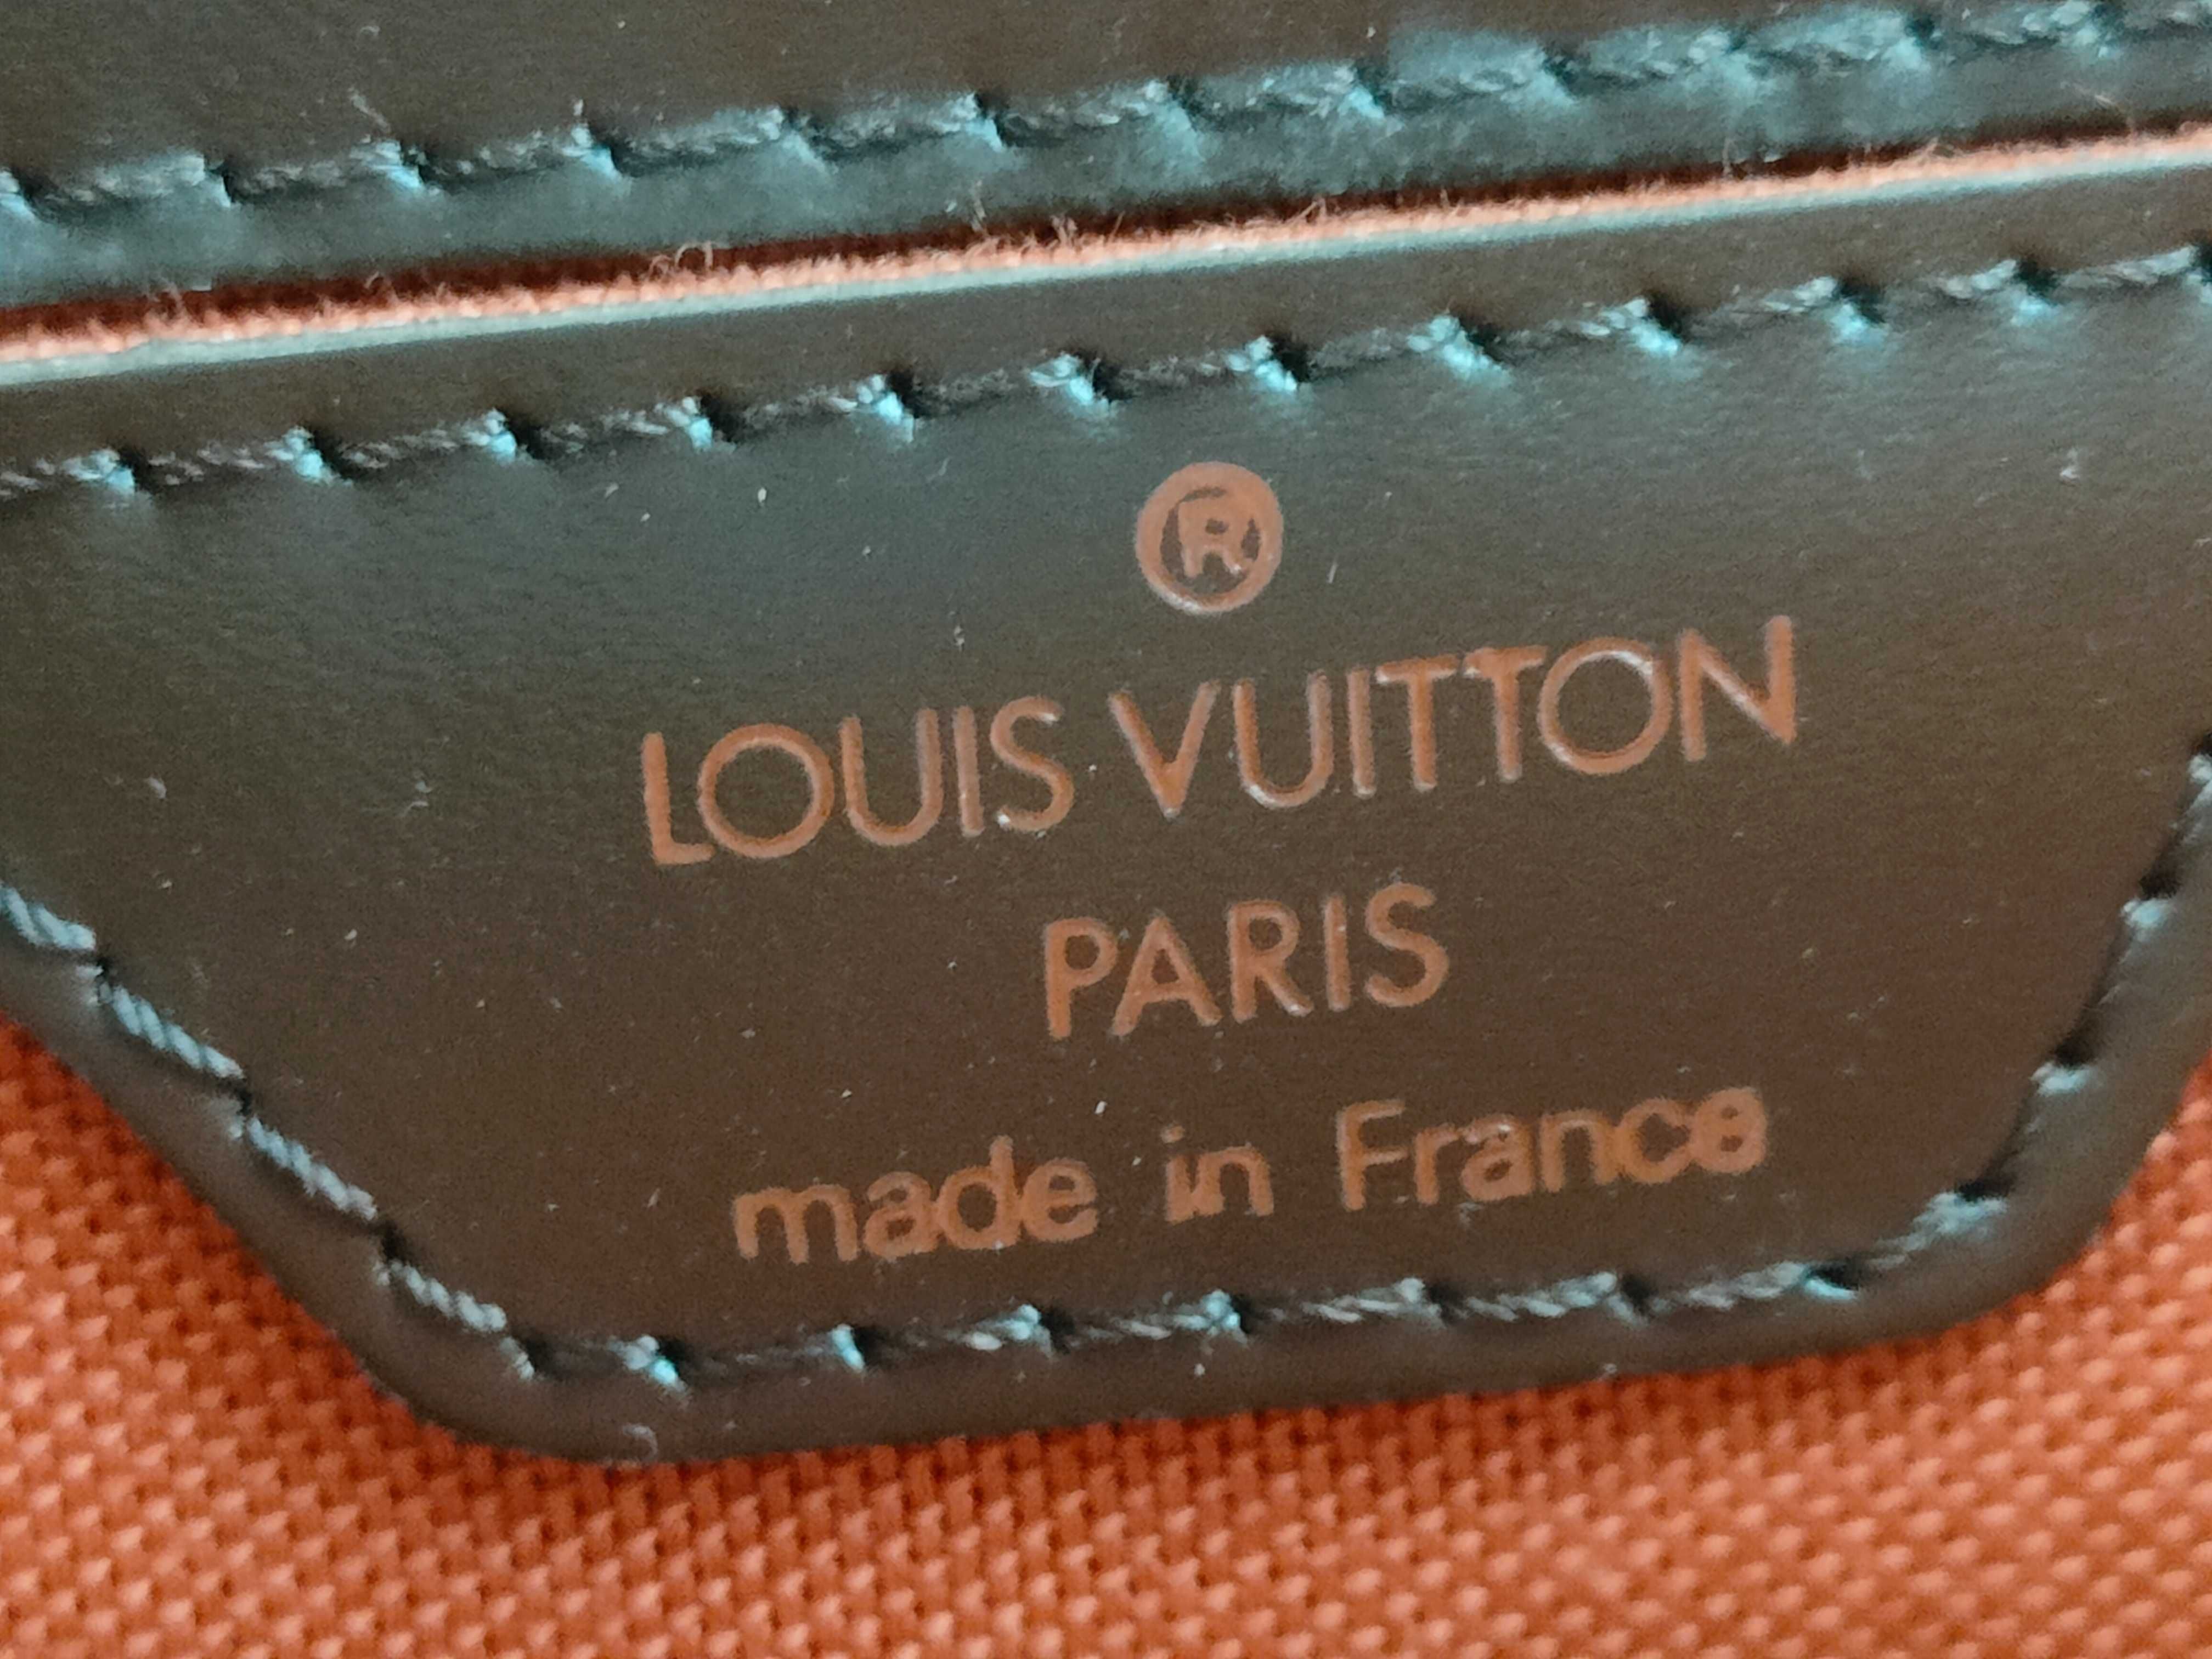 ®
LOUIS VUITTON
PARIS
made in France